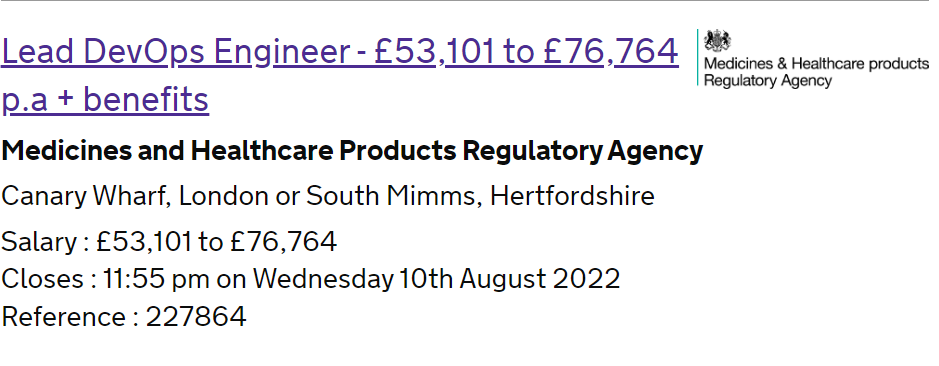 Lead DevOps Engineer - £53,101 to £76,764
p.a + benefits
Medicines & Healthcare products
Regulatory Agency
Medicines and Healthcare Products Regulatory Agency
Canary Wharf, London or South Mimms, Hertfordshire
Salary : £53,101 to £76,764
Closes : 11:55 pm on Wednesday 10th August 2022
Reference : 227864